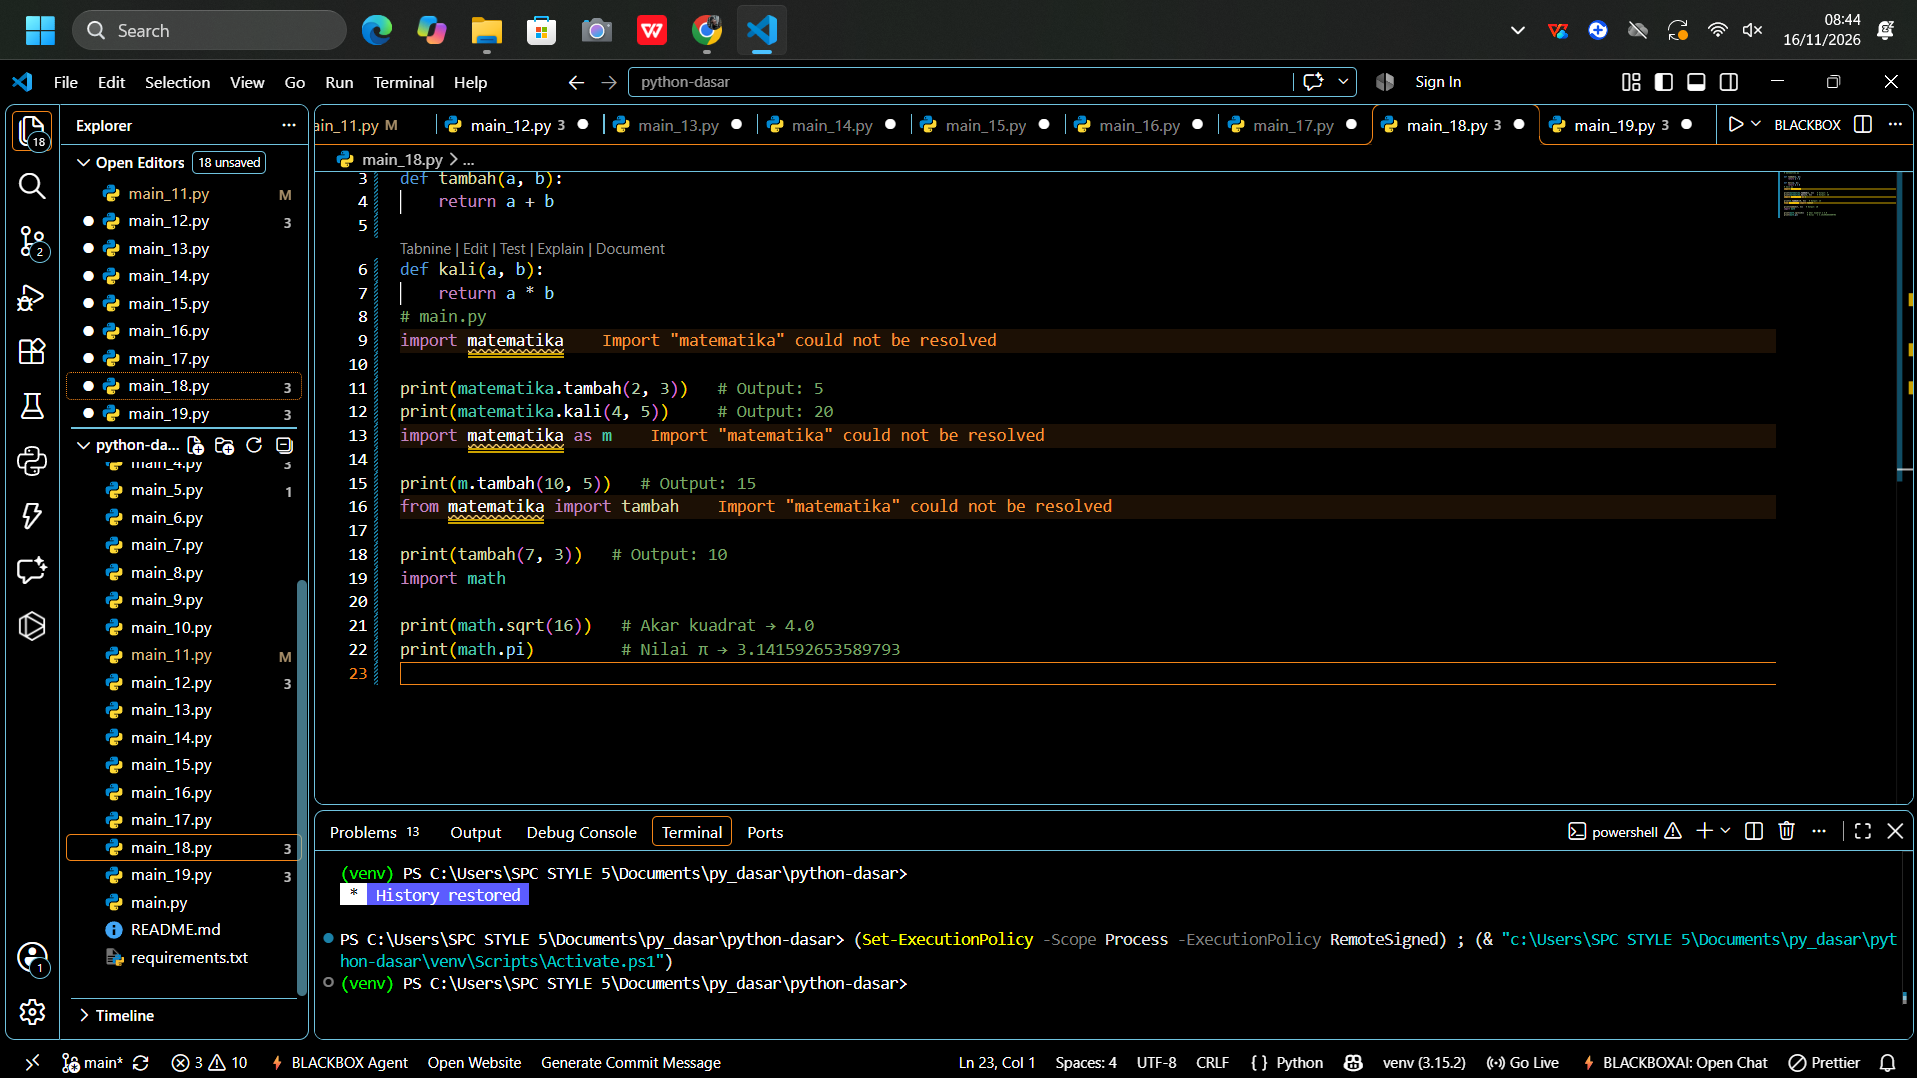 Search
08:44
16/11/2026
File Edit Selection View Go Run Terminal Help
python-dasar
Sign In
Explorer
Open Editors 18 unsaved
main_11.py M
main_12.py 3
main_13.py
main_14.py
main_15.py
main_16.py
main_17.py
main_18.py 3
main_19.py 3
python-da...
main_4.py 3
main_5.py 1
main_6.py
main_7.py
main_8.py
main_9.py
main_10.py
main_11.py M
main_12.py 3
main_13.py
main_14.py
main_15.py
main_16.py
main_17.py
main_18.py 3
main_19.py 3
main.py
README.md
requirements.txt
Timeline
18
2
1
ain_11.py M main_12.py 3 main_13.py main_14.py main_15.py main_16.py main_17.py main_18.py 3 main_19.py 3 BLACKBOX
main_18.py > ...
3 def tambah(a, b):
4 return a + b
5
Tabnine | Edit | Test | Explain | Document
6 def kali(a, b):
7 return a * b
8 # main.py
9 import matematika Import "matematika" could not be resolved
10
11 print(matematika.tambah(2, 3)) # Output: 5
12 print(matematika.kali(4, 5)) # Output: 20
13 import matematika as m Import "matematika" could not be resolved
14
15 print(m.tambah(10, 5)) # Output: 15
16 from matematika import tambah Import "matematika" could not be resolved
17
18 print(tambah(7, 3)) # Output: 10
19 import math
20
21 print(math.sqrt(16)) # Akar kuadrat → 4.0
22 print(math.pi) # Nilai π → 3.141592653589793
23
Problems 13 Output Debug Console Terminal Ports
powershell
(venv) PS C:\Users\SPC STYLE 5\Documents\py_dasar\python-dasar>
* History restored
PS C:\Users\SPC STYLE 5\Documents\py_dasar\python-dasar> (Set-ExecutionPolicy -Scope Process -ExecutionPolicy RemoteSigned) ; (& "c:\Users\SPC STYLE 5\Documents\py_dasar\pyt
hon-dasar\venv\Scripts\Activate.ps1")
(venv) PS C:\Users\SPC STYLE 5\Documents\py_dasar\python-dasar>
main* 3 10 BLACKBOX Agent Open Website Generate Commit Message Ln 23, Col 1 Spaces: 4 UTF-8 CRLF { } Python venv (3.15.2) Go Live BLACKBOXAI: Open Chat Prettier